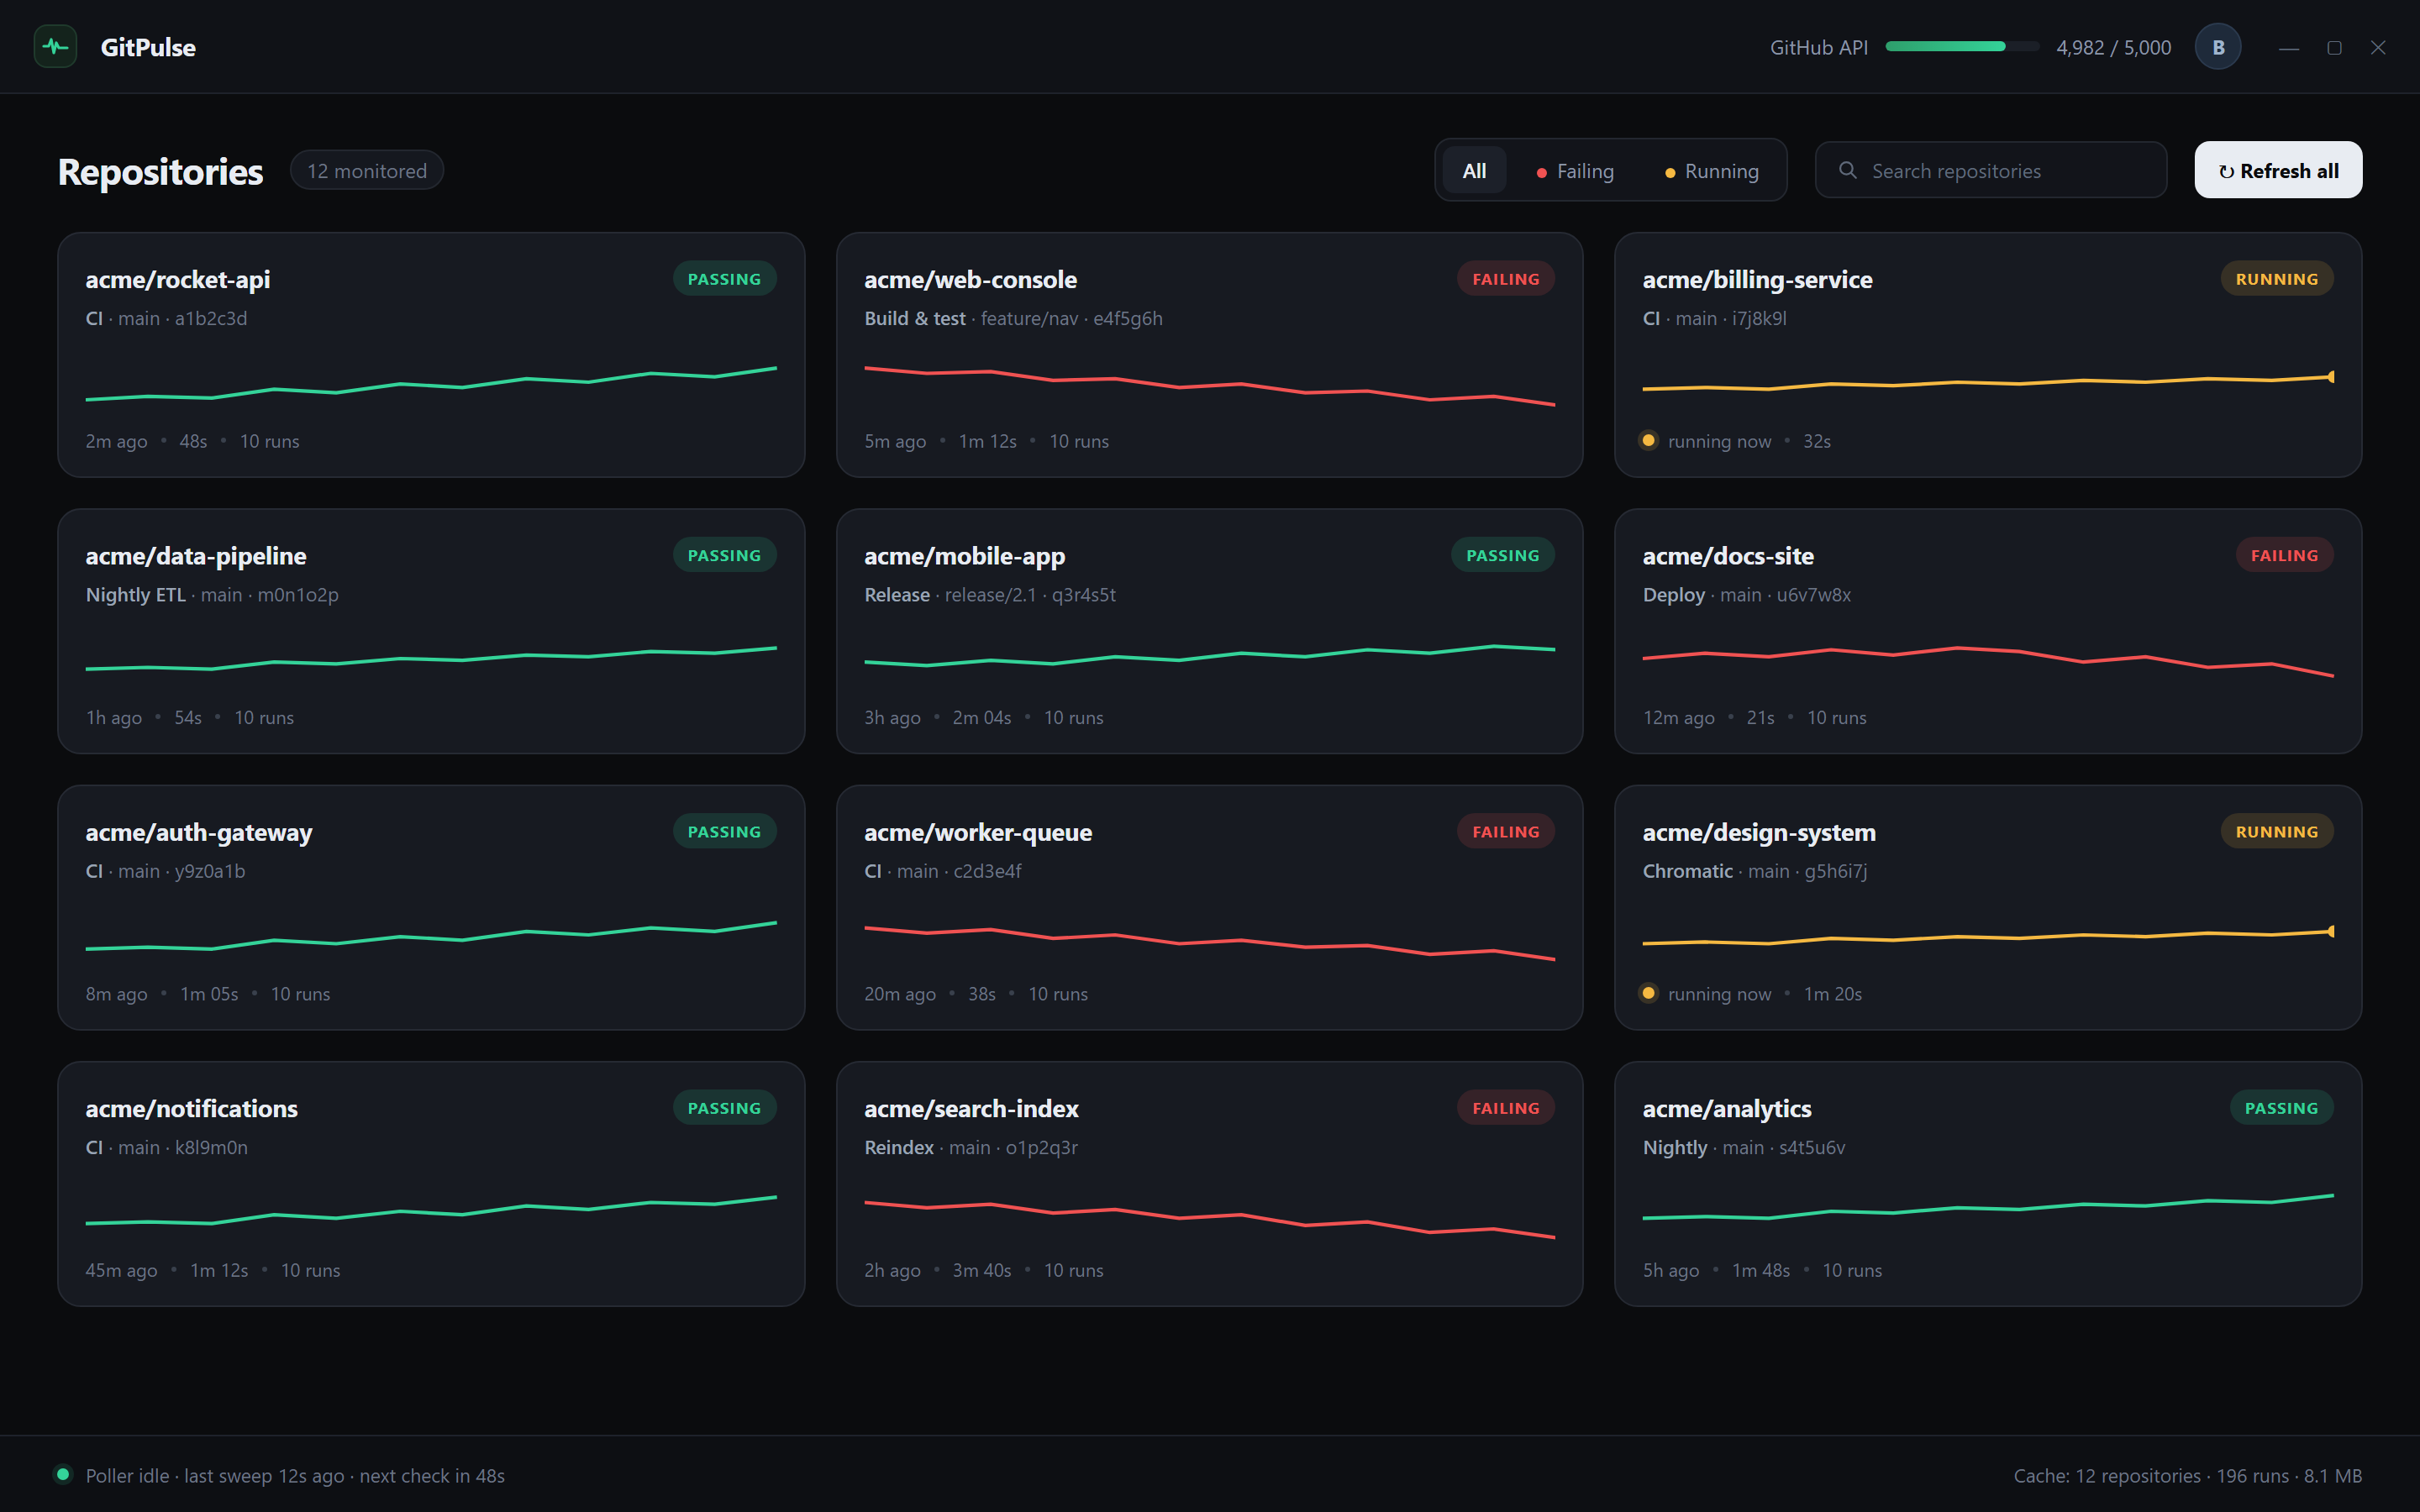 GitPulse
GitHub API 4,982 / 5,000 B
Repositories 12 monitored
All Failing Running Search repositories ↻ Refresh all
acme/rocket-api PASSING
CI · main · a1b2c3d
2m ago • 48s • 10 runs
acme/web-console FAILING
Build & test · feature/nav · e4f5g6h
5m ago • 1m 12s • 10 runs
acme/billing-service RUNNING
CI · main · i7j8k9l
running now • 32s
acme/data-pipeline PASSING
Nightly ETL · main · m0n1o2p
1h ago • 54s • 10 runs
acme/mobile-app PASSING
Release · release/2.1 · q3r4s5t
3h ago • 2m 04s • 10 runs
acme/docs-site FAILING
Deploy · main · u6v7w8x
12m ago • 21s • 10 runs
acme/auth-gateway PASSING
CI · main · y9z0a1b
8m ago • 1m 05s • 10 runs
acme/worker-queue FAILING
CI · main · c2d3e4f
20m ago • 38s • 10 runs
acme/design-system RUNNING
Chromatic · main · g5h6i7j
running now • 1m 20s
acme/notifications PASSING
CI · main · k8l9m0n
45m ago • 1m 12s • 10 runs
acme/search-index FAILING
Reindex · main · o1p2q3r
2h ago • 3m 40s • 10 runs
acme/analytics PASSING
Nightly · main · s4t5u6v
5h ago • 1m 48s • 10 runs
Poller idle · last sweep 12s ago · next check in 48s
Cache: 12 repositories · 196 runs · 8.1 MB